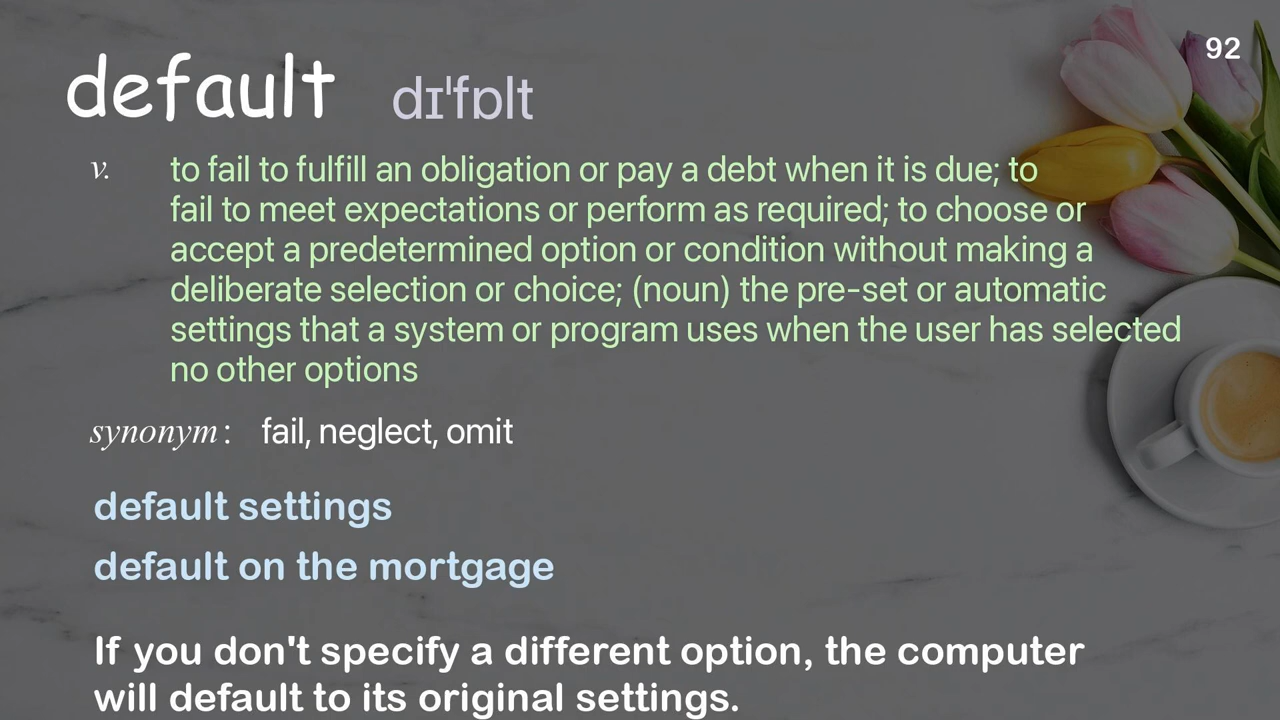 92
default dɪˈfɒlt
v. to fail to fulfill an obligation or pay a debt when it is due; to
fail to meet expectations or perform as required; to choose or
accept a predetermined option or condition without making a
deliberate selection or choice; (noun) the pre-set or automatic
settings that a system or program uses when the user has selected
no other options
synonym : fail, neglect, omit
default settings
default on the mortgage
If you don't specify a different option, the computer
will default to its original settings.